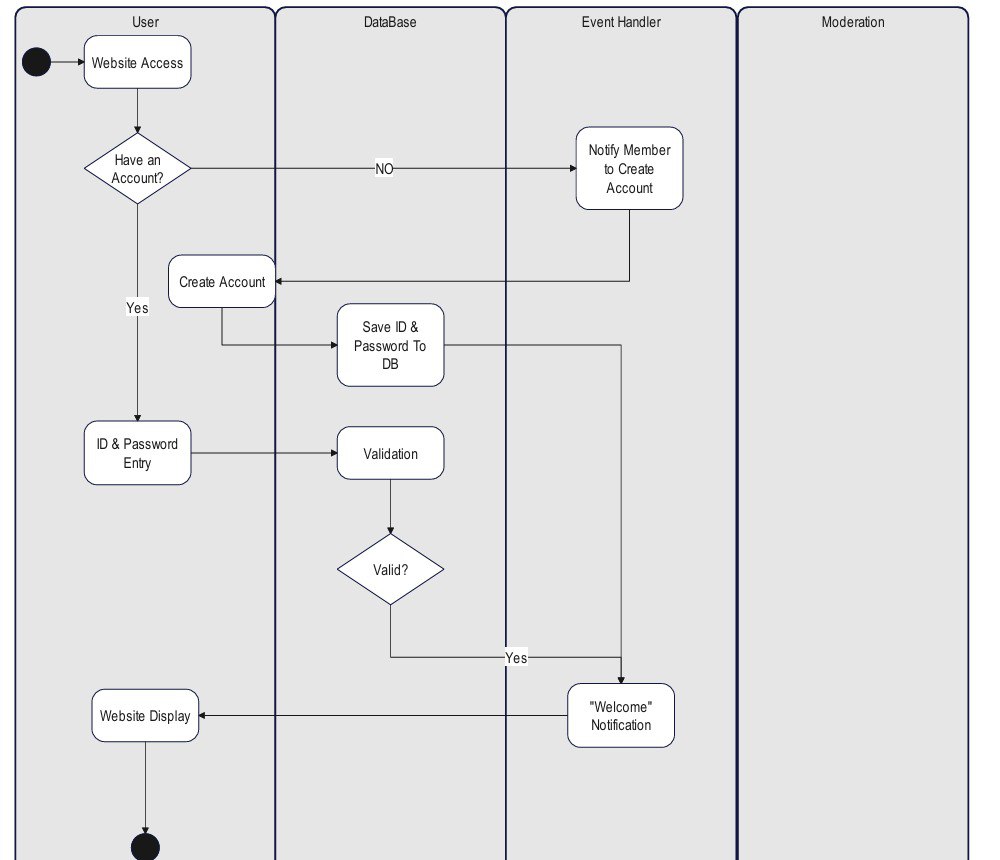 User
DataBase
Event Handler
Moderation
Website Access
Have an
Account?
NO
Notify Member
to Create
Account
Create Account
Yes
Save ID &
Password To
DB
ID & Password
Entry
Validation
Valid?
Yes
Website Display
"Welcome"
Notification